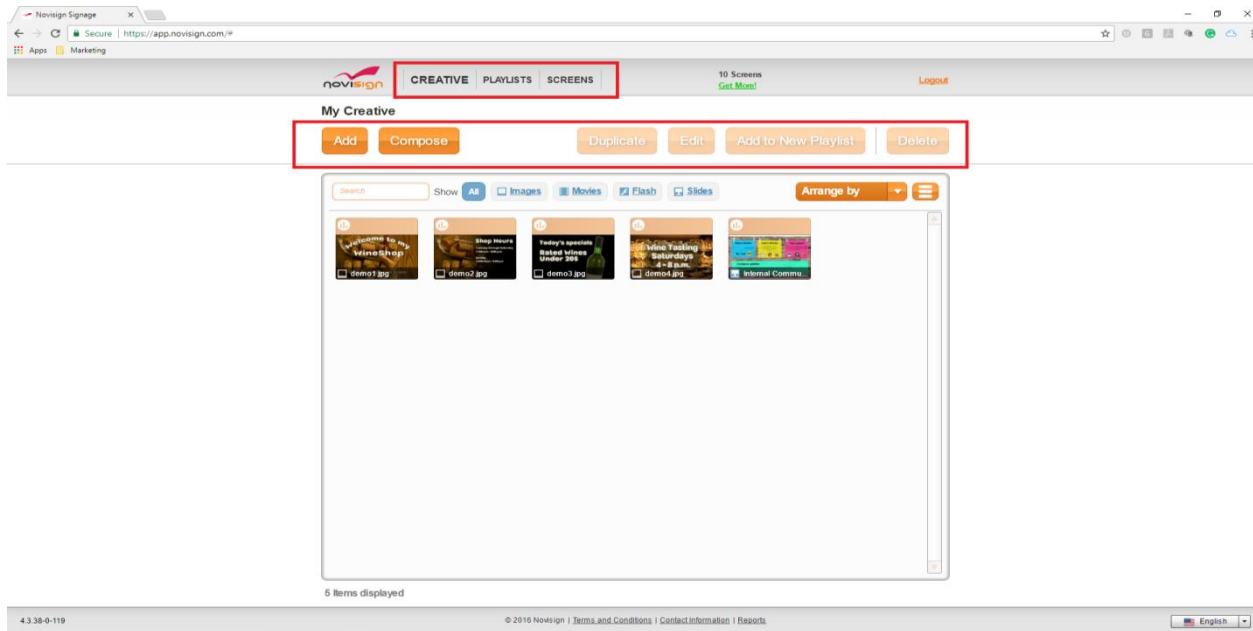 Novisign Signage
Secure | https://app.novisign.com/#
Apps Marketing
novisign CREATIVE PLAYLISTS SCREENS 10 Screens Logout
Get More!
My Creative
Add Compose Duplicate Edit Add to New Playlist Delete
Search Show All Images Movies Flash Slides Arrange by
Welcome to my
WineShop
demo1.jpg
Shop Hours
demo2.jpg
Today's specials
Rated Wines
Under 20$
demo3.jpg
Wine Tasting
Saturdays
4-8 p.m.
demo4.jpg
Internal Commu...
5 Items displayed
4.3.38-0-119 © 2016 Novisign | Terms and Conditions | Contact Information | Reports English